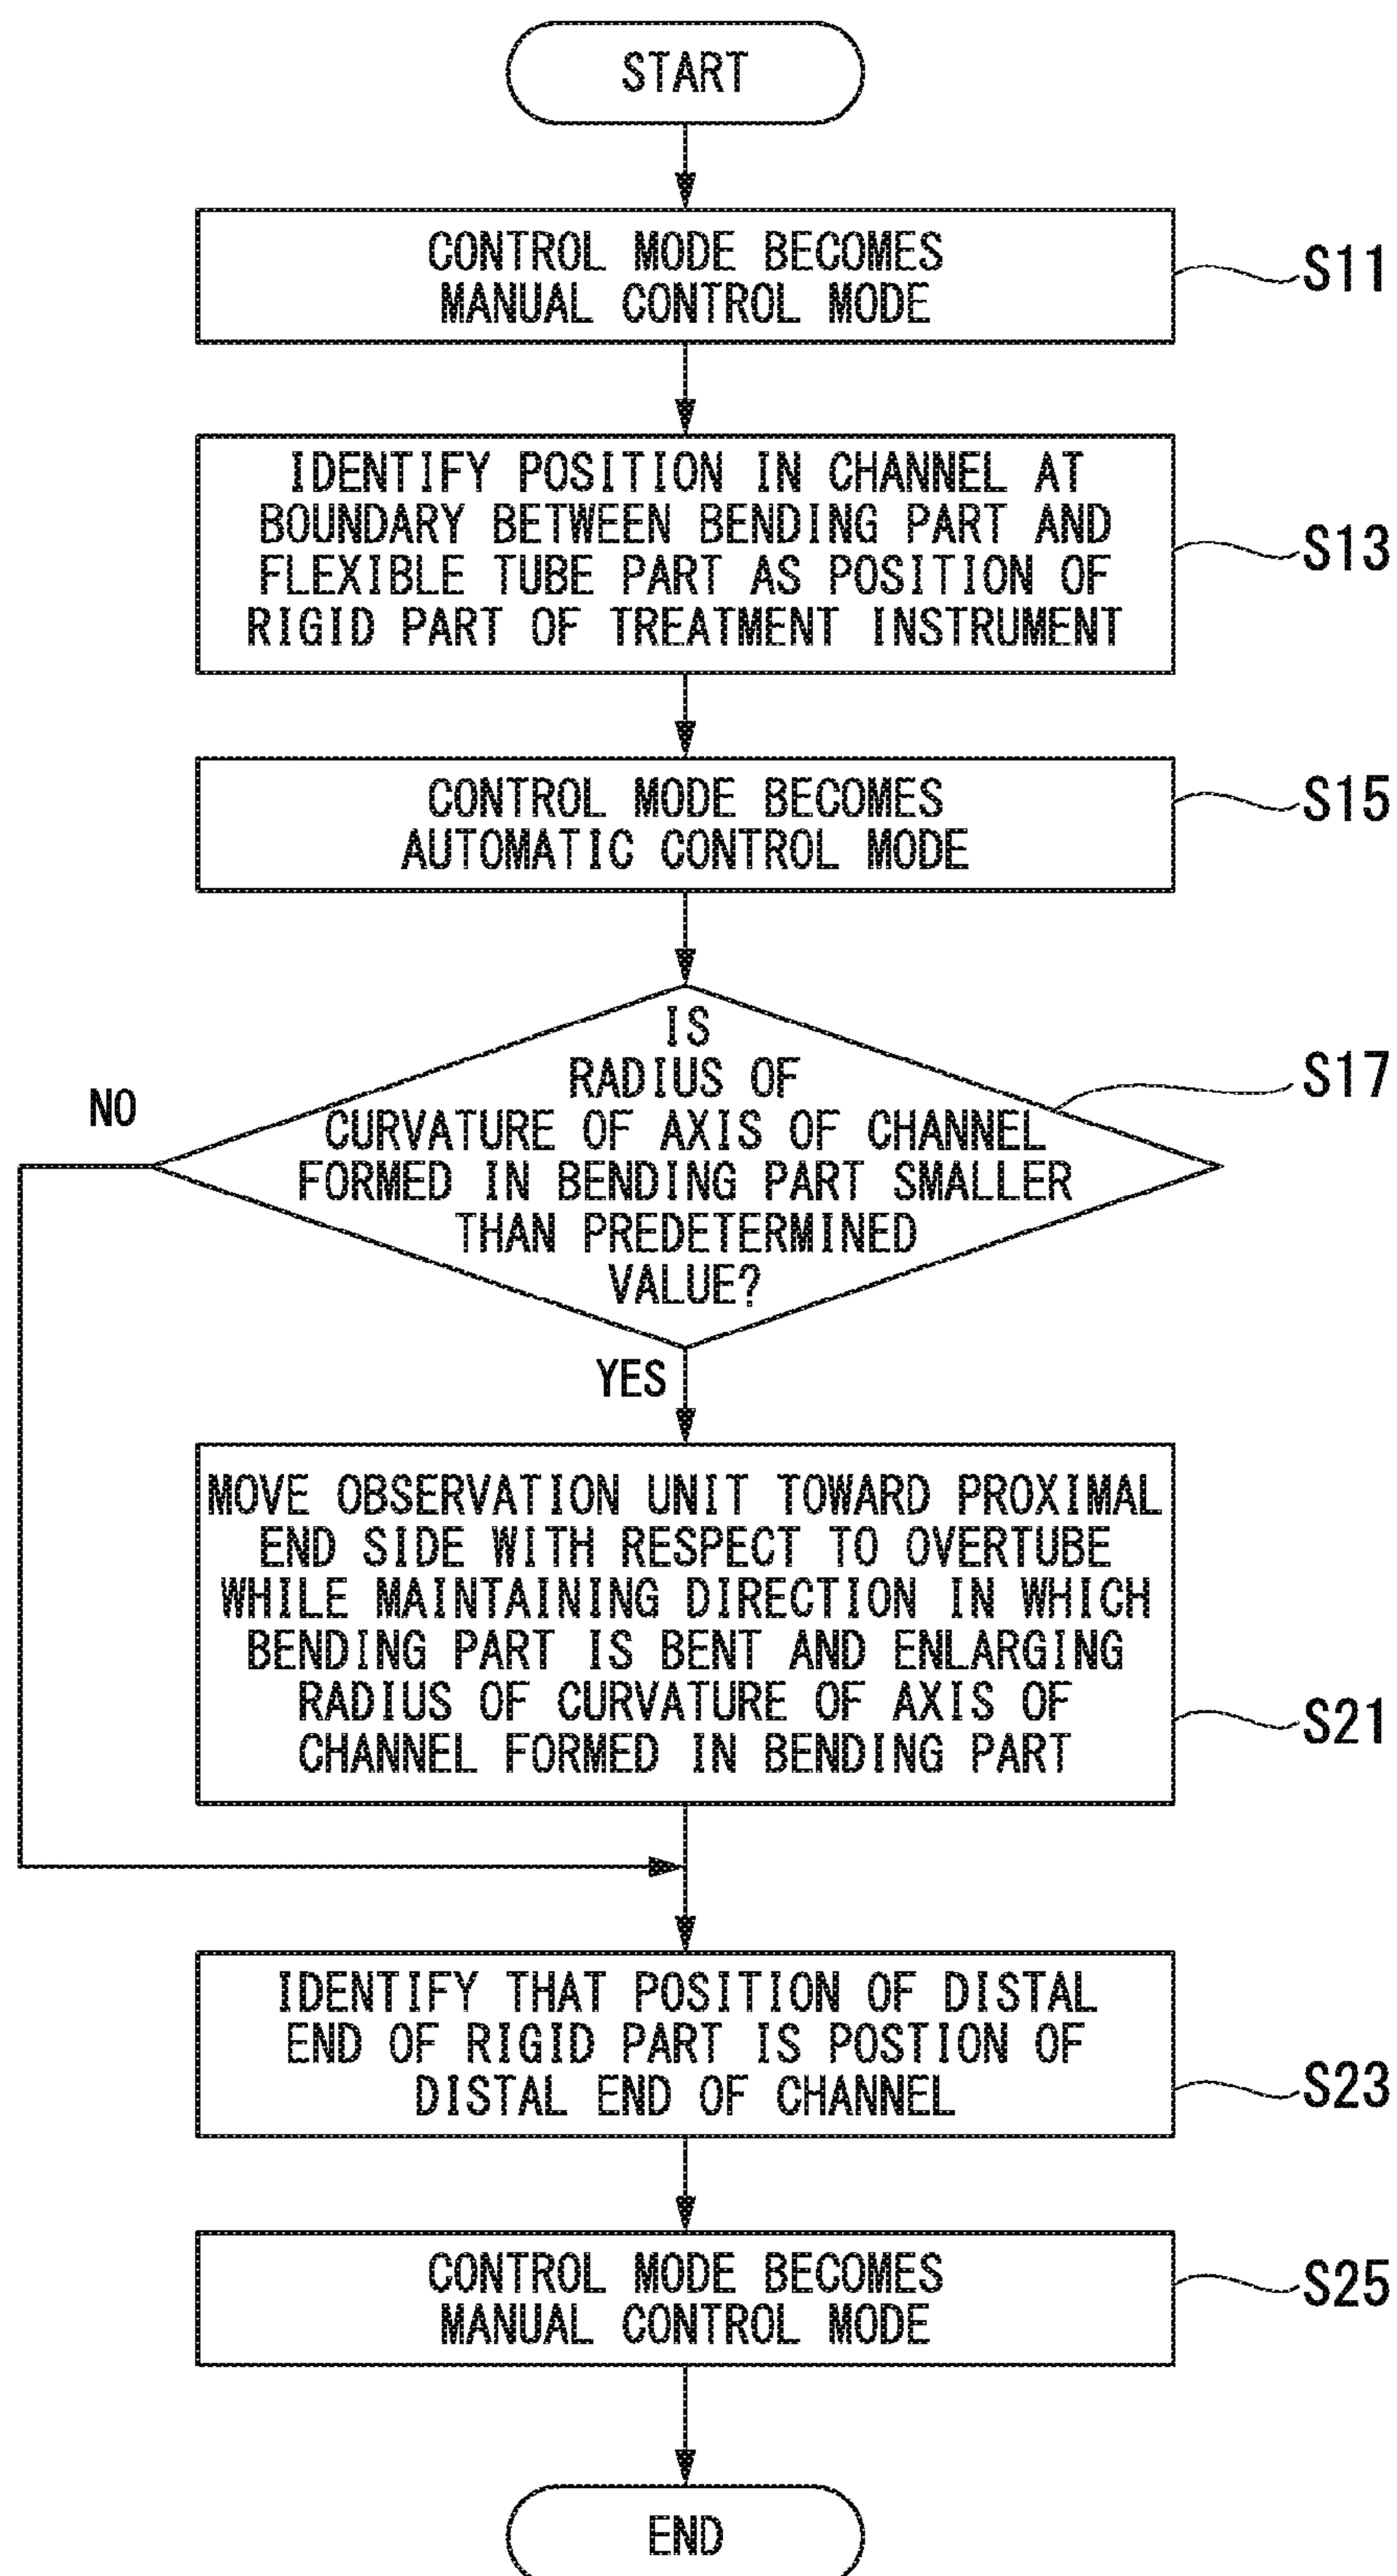 START
CONTROL MODE BECOMES
MANUAL CONTROL MODE
S11
IDENTIFY POSITION IN CHANNEL AT
BOUNDARY BETWEEN BENDING PART AND
FLEXIBLE TUBE PART AS POSITION OF
RIGID PART OF TREATMENT INSTRUMENT
S13
CONTROL MODE BECOMES
AUTOMATIC CONTROL MODE
S15
IS
RADIUS OF
CURVATURE OF AXIS OF CHANNEL
FORMED IN BENDING PART SMALLER
THAN PREDETERMINED
VALUE?
S17
NO
YES
MOVE OBSERVATION UNIT TOWARD PROXIMAL
END SIDE WITH RESPECT TO OVERTUBE
WHILE MAINTAINING DIRECTION IN WHICH
BENDING PART IS BENT AND ENLARGING
RADIUS OF CURVATURE OF AXIS OF
CHANNEL FORMED IN BENDING PART
S21
IDENTIFY THAT POSITION OF DISTAL
END OF RIGID PART IS POSTION OF
DISTAL END OF CHANNEL
S23
CONTROL MODE BECOMES
MANUAL CONTROL MODE
S25
END